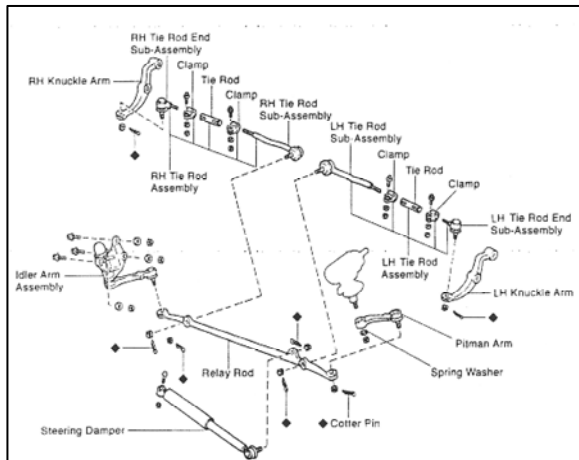 RH Tie Rod End
Sub-Assembly
Clamp
Tie Rod
RH Knuckle Arm
Clamp
RH Tie Rod
Sub-Assembly
LH Tie Rod
Sub-Assembly
Clamp
Tie Rod
Clamp
RH Tie Rod
Assembly
LH Tie Rod End
Sub-Assembly
LH Tie Rod
Assembly
Idler Arm
Assembly
LH Knuckle Arm
Pitman Arm
Spring Washer
Relay Rod
Cotter Pin
Steering Damper